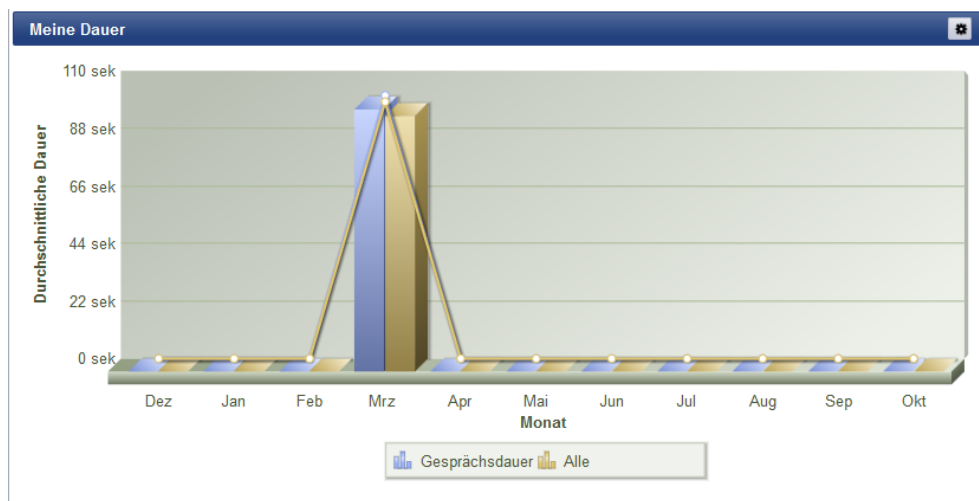 Meine Dauer
110 sek
88 sek
66 sek
44 sek
22 sek
0 sek
Durchschnittliche Dauer
Dez Jan Feb Mrz Apr Mai Jun Jul Aug Sep Okt
Monat
Gesprächsdauer Alle